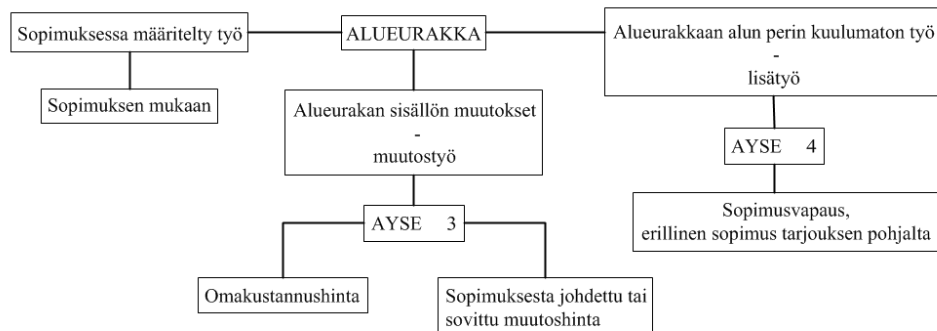 Sopimuksessa määritelty työ
ALUEURAKKA
Alueurakkaan alun perin kuulumaton työ
-
lisätyö
Sopimuksen mukaan
Alueurakan sisällön muutokset
-
muutostyö
AYSE 4
AYSE 3
Sopimusvapaus,
erillinen sopimus tarjouksen pohjalta
Omakustannushinta
Sopimuksesta johdettu tai
sovittu muutoshinta